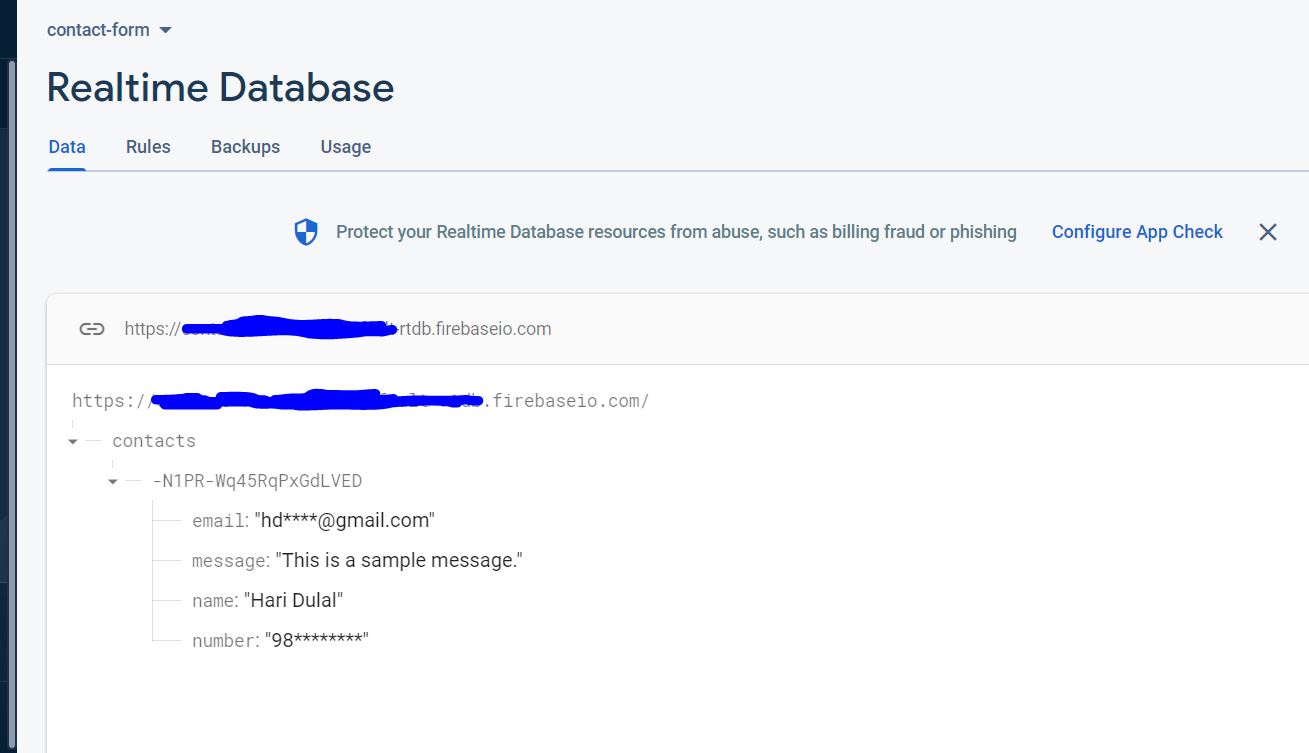 contact-form
Realtime Database
Data Rules Backups Usage
Protect your Realtime Database resources from abuse, such as billing fraud or phishing Configure App Check
https://-rtdb.firebaseio.com
https://.firebaseio.com/
contacts
-N1PR-Wq45RqPxGdLVED
email: "hd****@gmail.com"
message: "This is a sample message."
name: "Hari Dulal"
number: "98********"